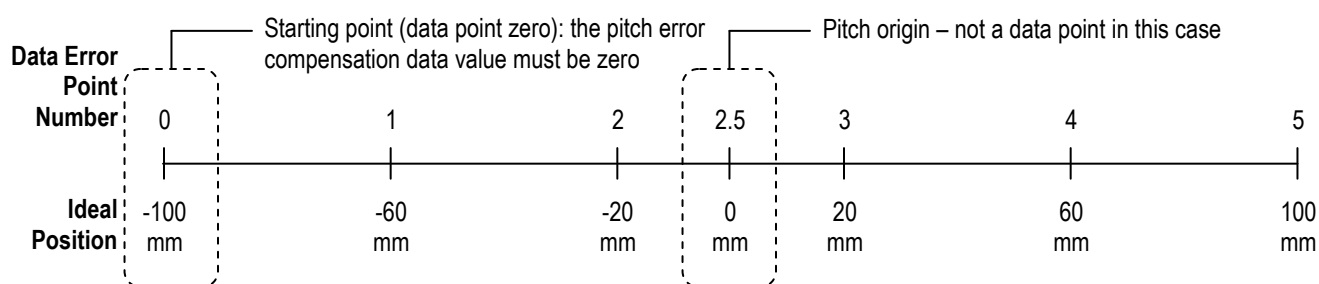 Starting point (data point zero): the pitch error
compensation data value must be zero
Pitch origin – not a data point in this case
Data Error
Point
Number
0 1 2 2.5 3 4 5
Ideal
Position
-100 -60 -20 0 20 60 100
mm mm mm mm mm mm mm